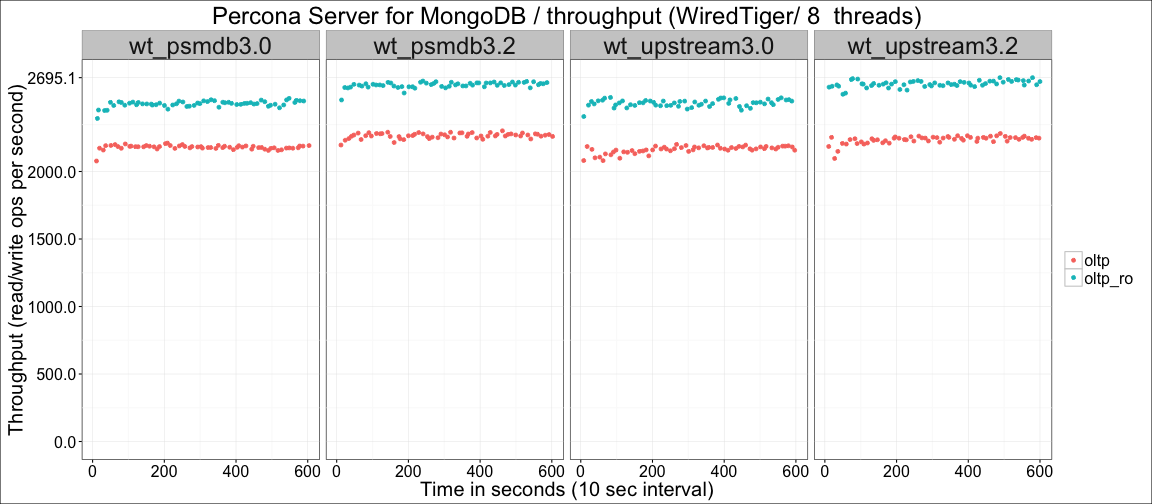 Percona Server for MongoDB / throughput (WiredTiger/ 8  threads)
wt_psmdb3.0 wt_psmdb3.2 wt_upstream3.0 wt_upstream3.2
Throughput (read/write ops per second)
2695.1
2000.0
1500.0
1000.0
500.0
0.0
oltp
oltp_ro
0 200 400 600 0 200 400 600 0 200 400 600 0 200 400 600
Time in seconds (10 sec interval)